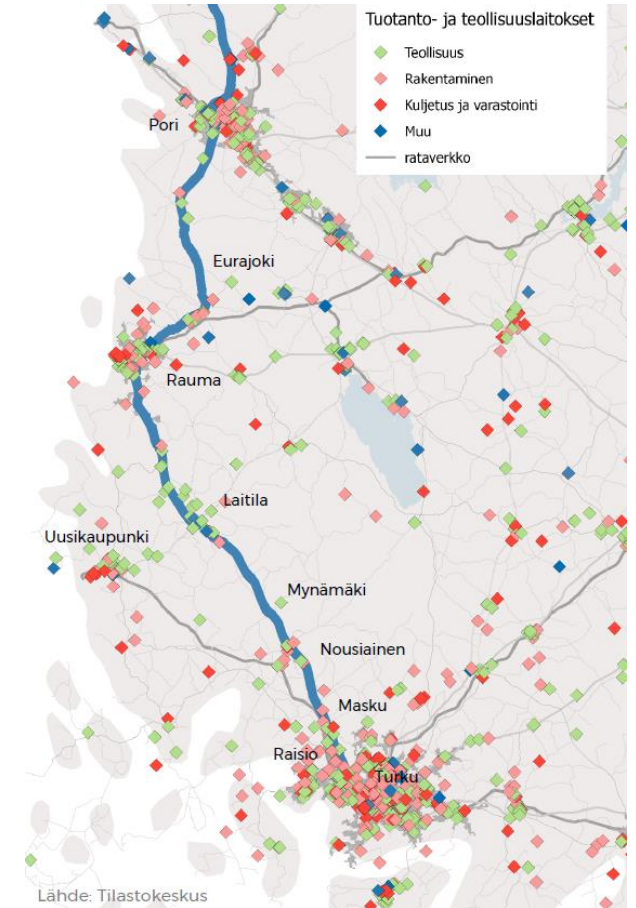 Tuotanto- ja teollisuuslaitokset
Teollisuus
Rakentaminen
Kuljetus ja varastointi
Muu
rataverkko
Pori
Eurajoki
Rauma
Laitila
Uusikaupunki
Mynämäki
Nousiainen
Masku
Raisio
Turku
Lähde: Tilastokeskus